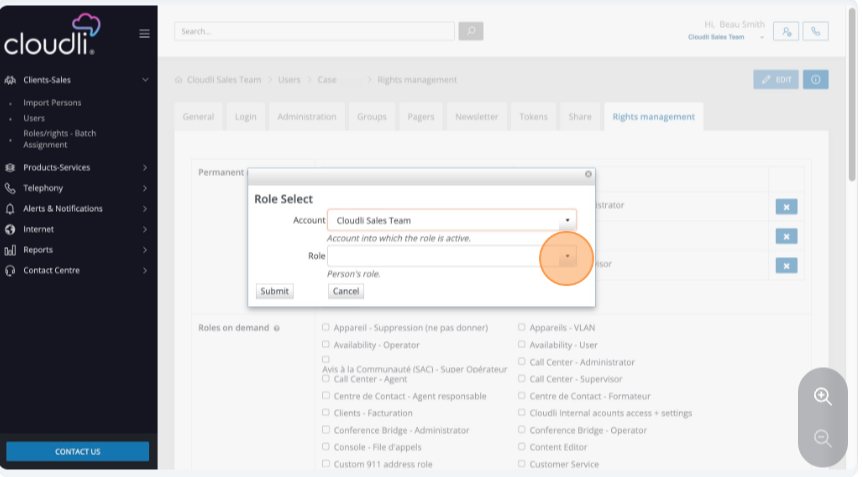 cloudli.
Clients-Sales
Import Persons
Users
Roles/rights - Batch
Assignment
Products-Services
Telephony
Alerts & Notifications
Internet
Reports
Contact Centre
CONTACT US
Search...
Hi, Beau Smith
Cloudli Sales Team
Cloudli Sales Team > Users > Case > Rights management
EDIT
General Login Administration Groups Pagers Newsletter Tokens Share Rights management
Permanent
Role Select
Account Cloudli Sales Team
Account into which the role is active.
Role
Person's role.
Submit Cancel
strator
isor
Roles on demand
Appareil - Suppression (ne pas donner) Appareils - VLAN
Availability - Operator Availability - User
Call Center - Administrator
Avis à la Communauté (SAC) - Super Opérateur
Call Center - Agent Call Center - Supervisor
Centre de Contact - Agent responsable Centre de Contact - Formateur
Clients - Facturation Cloudli Internal acounts access + settings
Conference Bridge - Administrator Conference Bridge - Operator
Console - File d'appels Content Editor
Custom 911 address role Customer Service